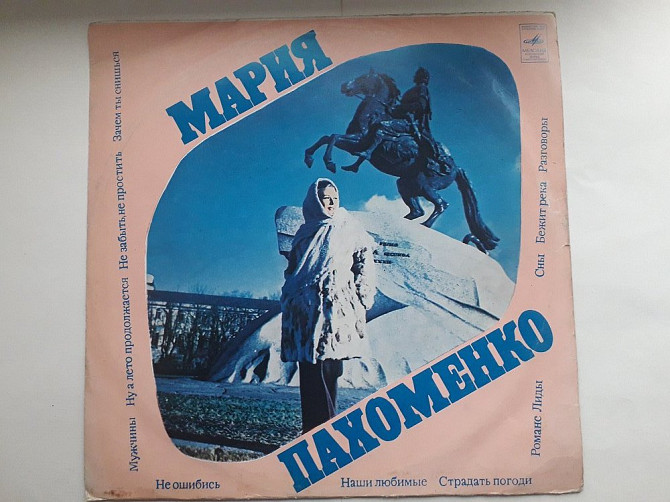 МАРИЯ
ПАХОМЕНКО
Зачем ты снишься
Не забыть, не простить
Ну а лето продолжается
Мужчины
Не ошибись
Наши любимые
Страдать погоди
Романс Лиды
Сны
Бежит река
Разговоры